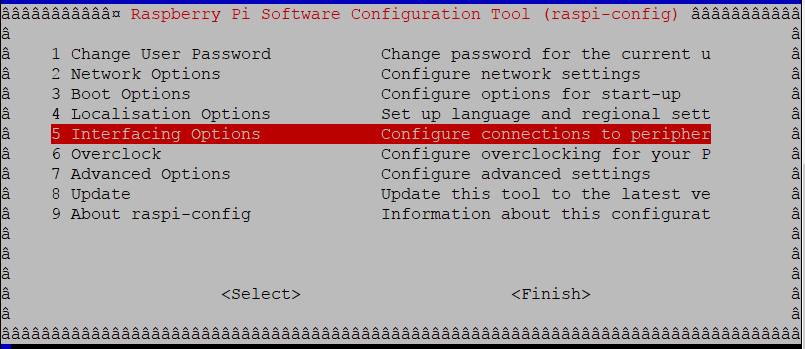 âââââââââââ¤ Raspberry Pi Software Configuration Tool (raspi-config) âââââââââââ
â
â 1 Change User Password Change password for the current u â
â 2 Network Options Configure network settings â
â 3 Boot Options Configure options for start-up â
â 4 Localisation Options Set up language and regional sett â
â 5 Interfacing Options Configure connections to peripher â
â 6 Overclock Configure overclocking for your P â
â 7 Advanced Options Configure advanced settings â
â 8 Update Update this tool to the latest ve â
â 9 About raspi-config Information about this configurat â
â â
â â
â â
â <Select> <Finish> â
â â
ââââââââââââââââââââââââââââââââââââââââââââââââââââââââââââââââââââââââââââââââ